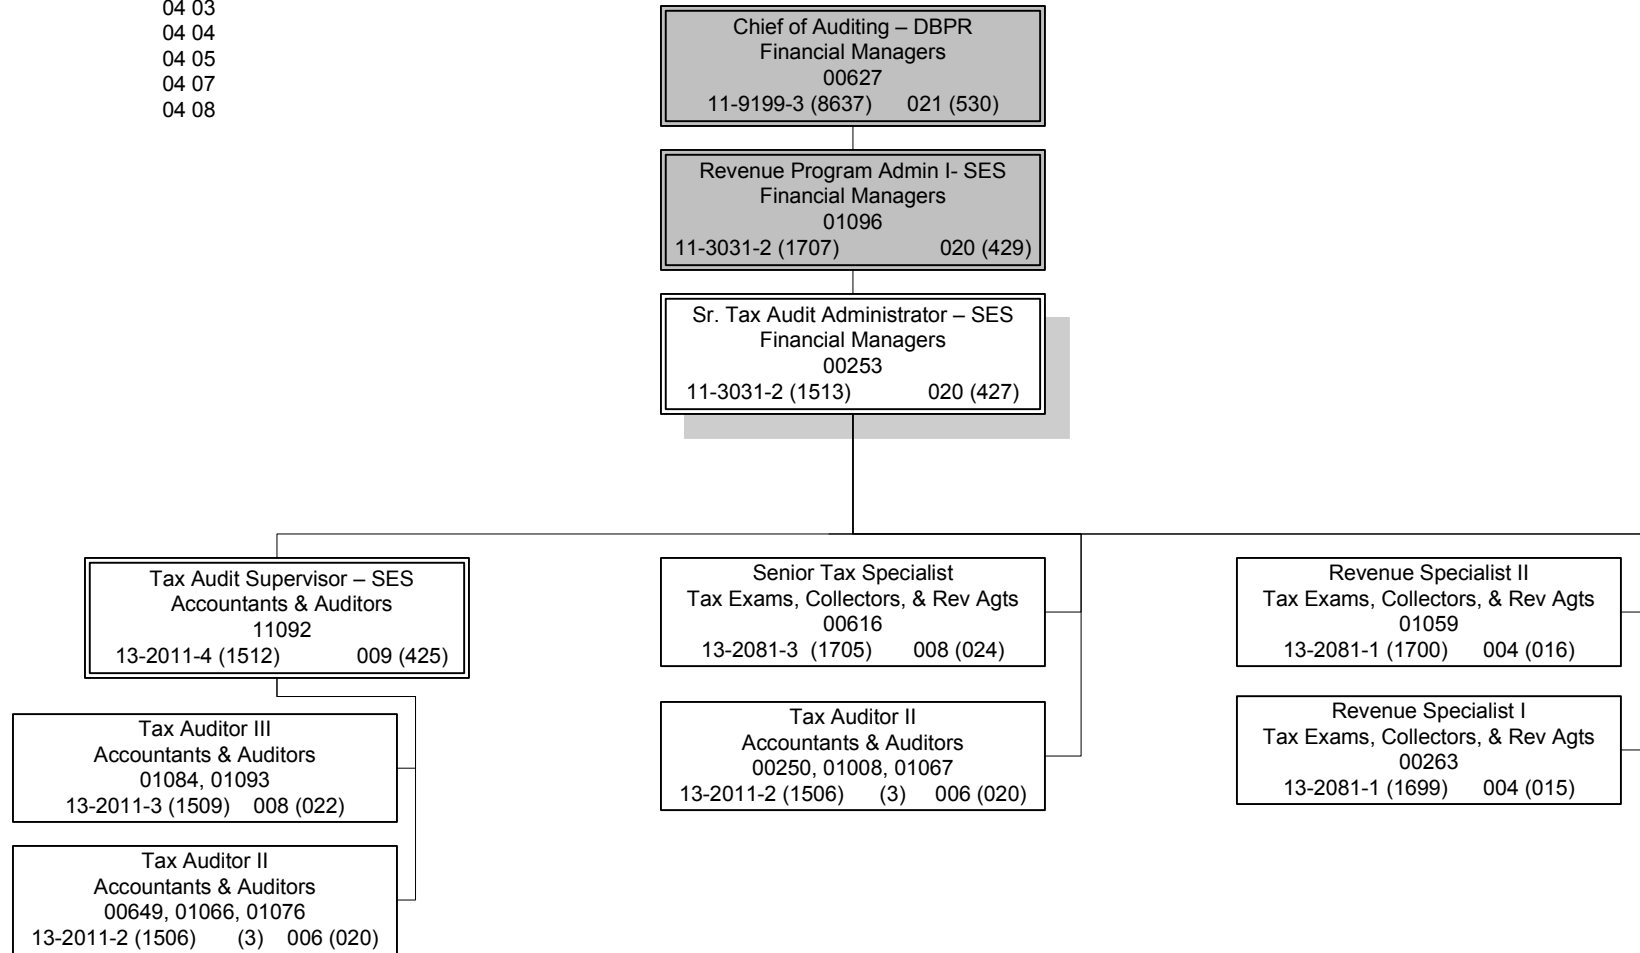 04 03
04 04
04 05
04 07
04 08
Chief of Auditing – DBPR
Financial Managers
00627
11-9199-3 (8637) 021 (530)
Revenue Program Admin I- SES
Financial Managers
01096
11-3031-2 (1707) 020 (429)
Sr. Tax Audit Administrator – SES
Financial Managers
00253
11-3031-2 (1513) 020 (427)
Tax Audit Supervisor – SES
Accountants & Auditors
11092
13-2011-4 (1512) 009 (425)
Tax Auditor III
Accountants & Auditors
01084, 01093
13-2011-3 (1509) 008 (022)
Tax Auditor II
Accountants & Auditors
00649, 01066, 01076
13-2011-2 (1506) (3) 006 (020)
Senior Tax Specialist
Tax Exams, Collectors, & Rev Agts
00616
13-2081-3 (1705) 008 (024)
Tax Auditor II
Accountants & Auditors
00250, 01008, 01067
13-2011-2 (1506) (3) 006 (020)
Revenue Specialist II
Tax Exams, Collectors, & Rev Agts
01059
13-2081-1 (1700) 004 (016)
Revenue Specialist I
Tax Exams, Collectors, & Rev Agts
00263
13-2081-1 (1699) 004 (015)